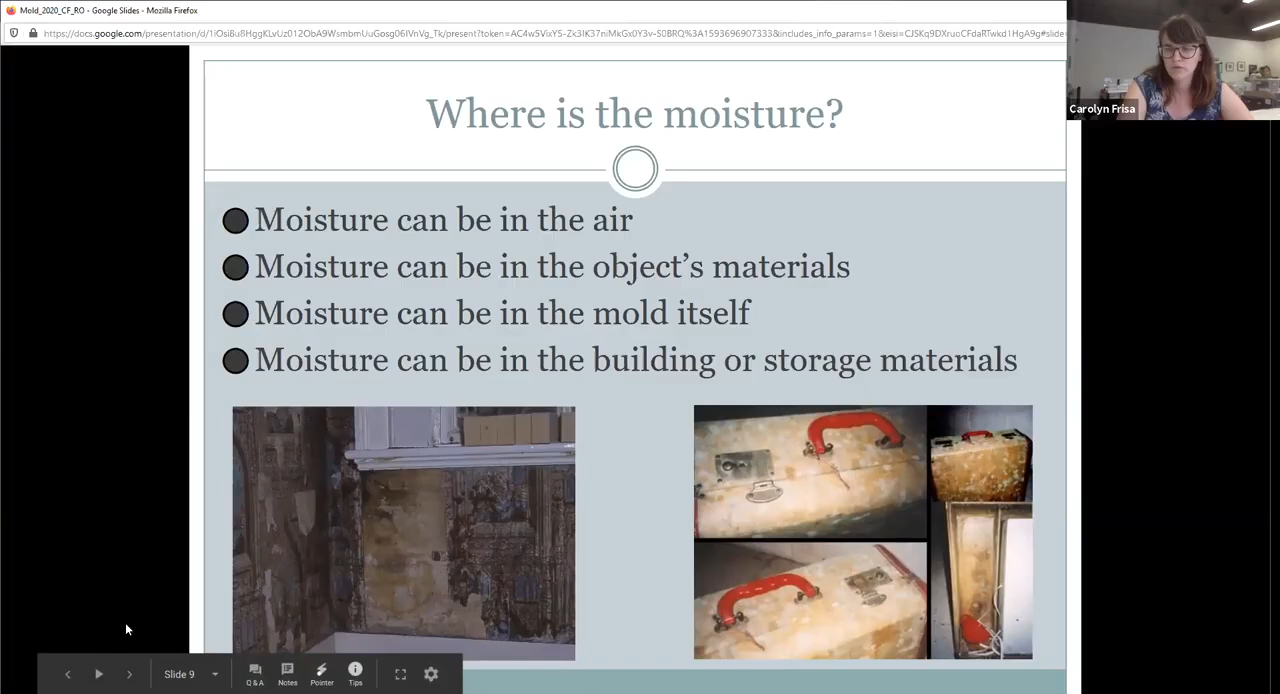 Mold_2020_CF_RO - Google Slides - Mozilla Firefox
Carolyn Frisa
Where is the moisture?
Moisture can be in the air
Moisture can be in the object's materials
Moisture can be in the mold itself
Moisture can be in the building or storage materials
Slide 9
Q & A
Notes
Pointer
Tips